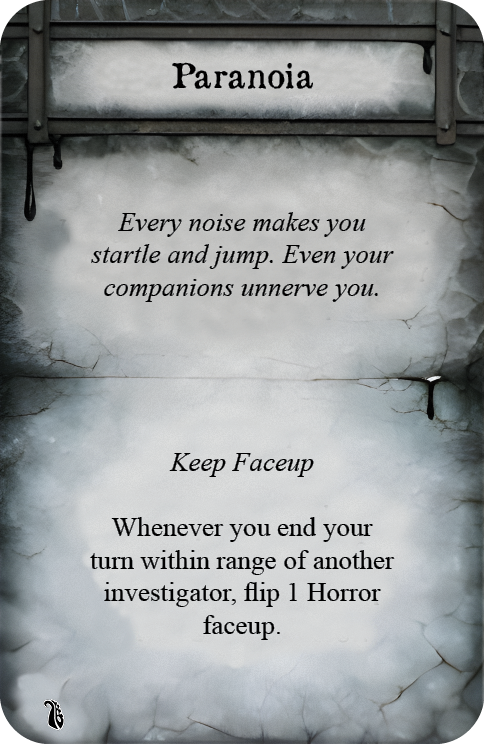 Paranoia
Every noise makes you
startle and jump. Even your
companions unnerve you.
Keep Faceup
Whenever you end your
turn within range of another
investigator, flip 1 Horror
faceup.